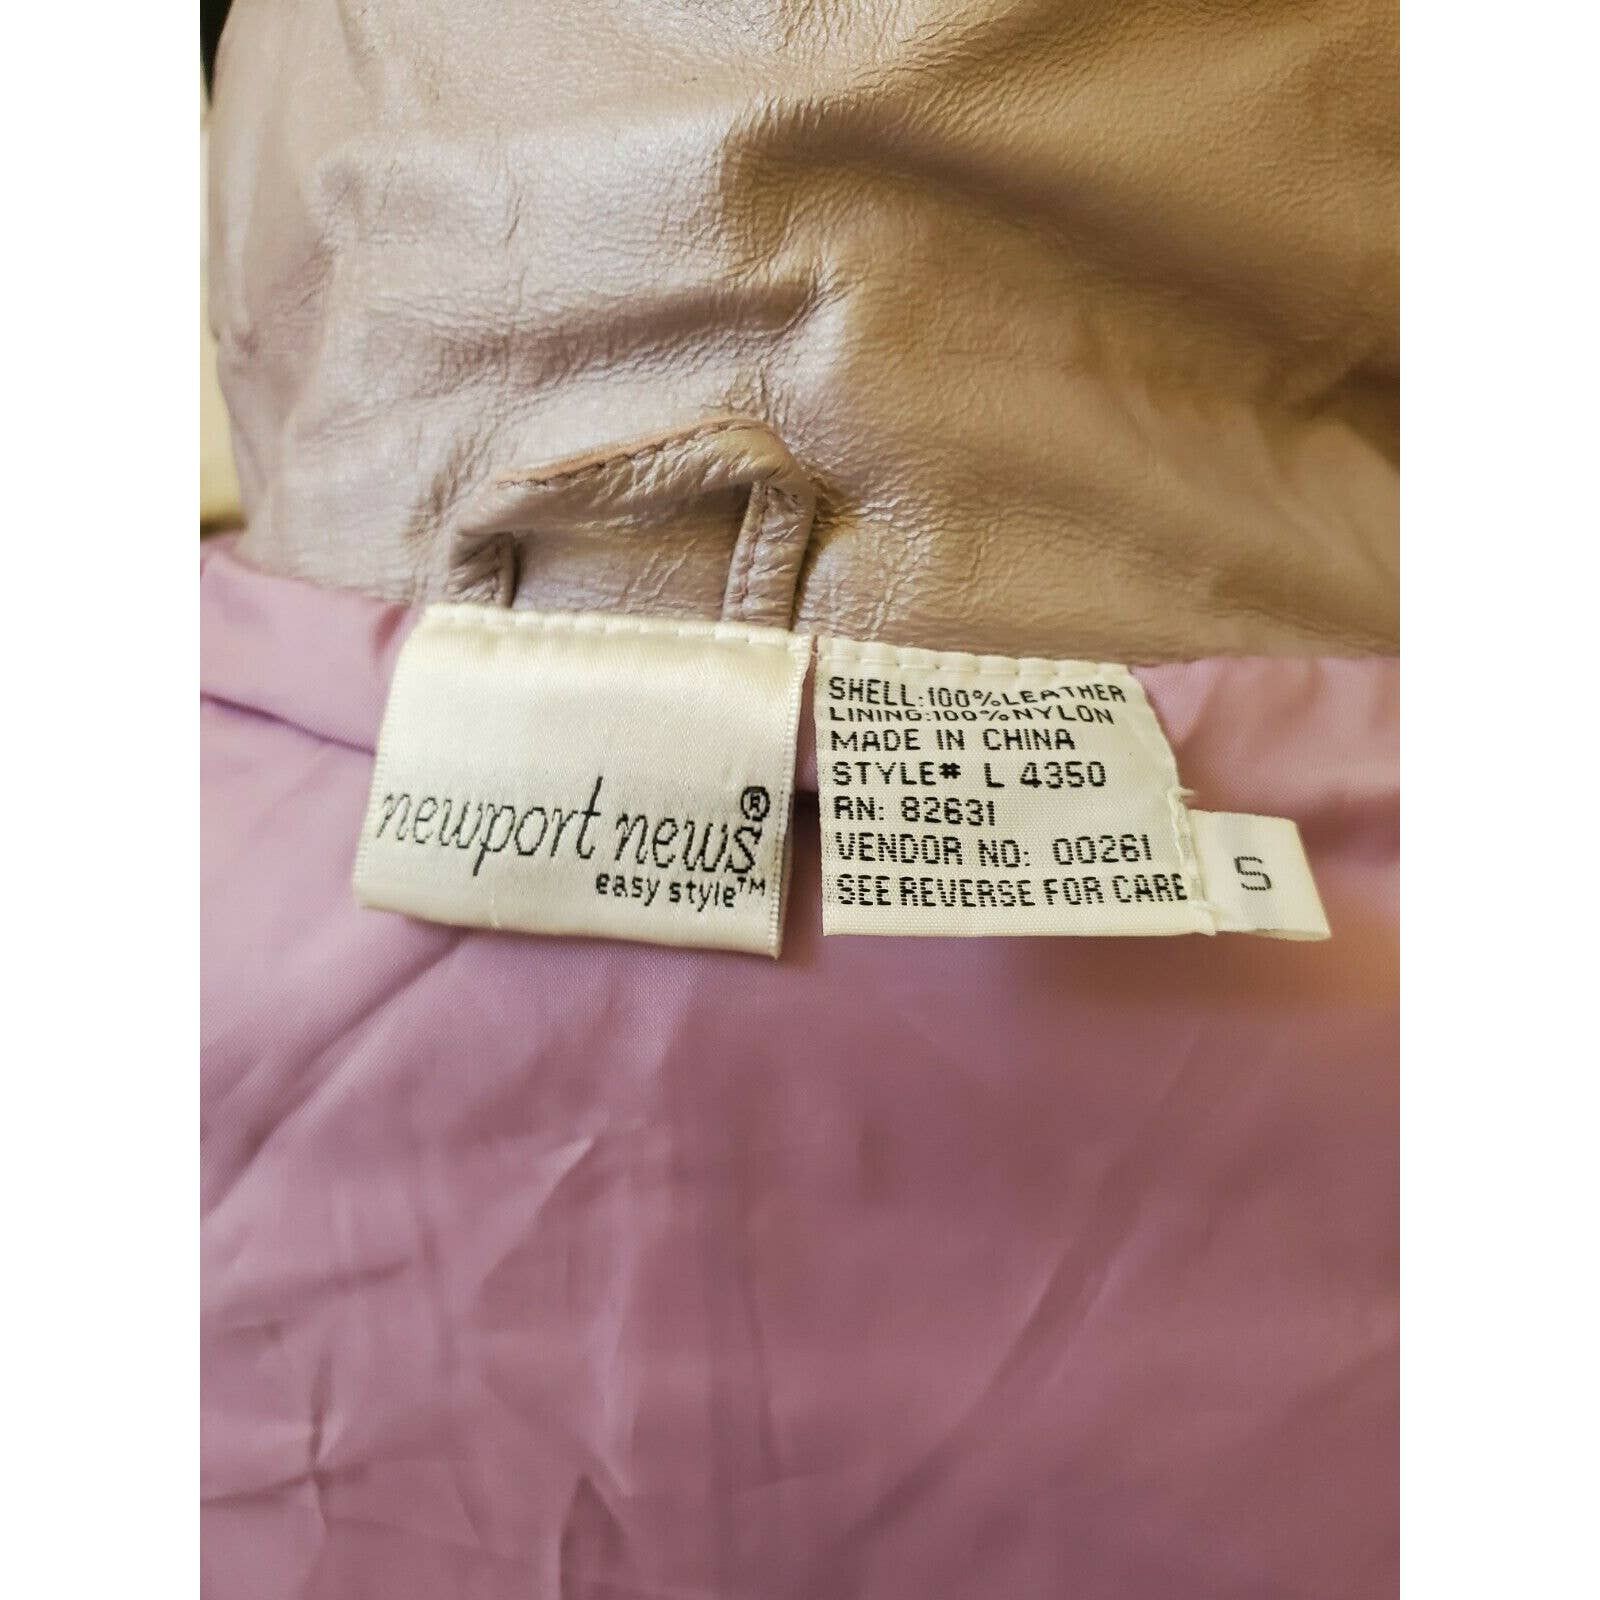 newport news®
easy style™
SHELL:100%LEATHER
LINING:100%NYLON
MADE IN CHINA
STYLE# L 4350
RN: 82631
VENDOR NO: 00261
SEE REVERSE FOR CARE
S